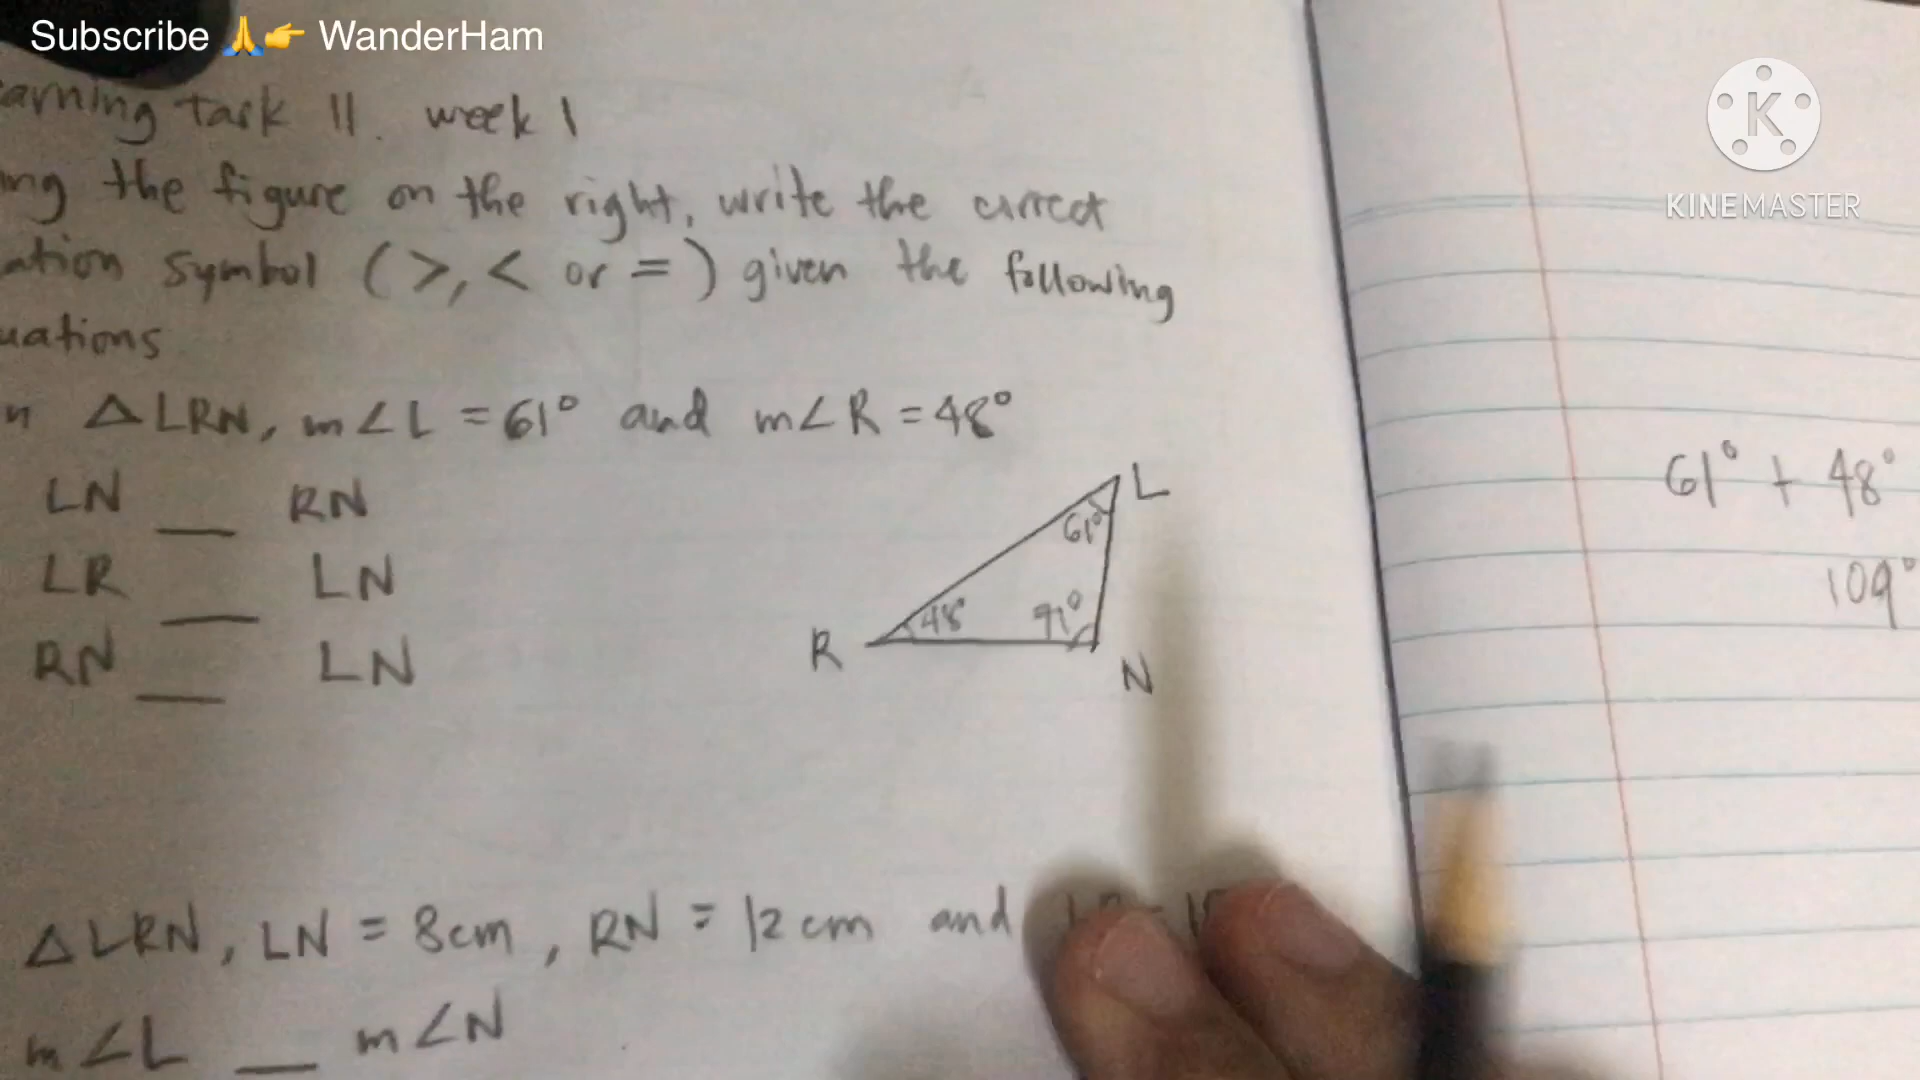 Subscribe 🙏👉 WanderHam
K
KINEMASTER
arning task 11. week 1
ing the figure on the right, write the correct
ation symbol (>, < or = ) given the following
uations
n △LRN, m∠L = 61° and m∠R = 48°
LN __ RN
LR __ LN
RN __ LN
L
61°
R 48° 71°
N
61° + 48°
109°
△LRN, LN = 8cm, RN = 12 cm and
m∠L __ m∠N